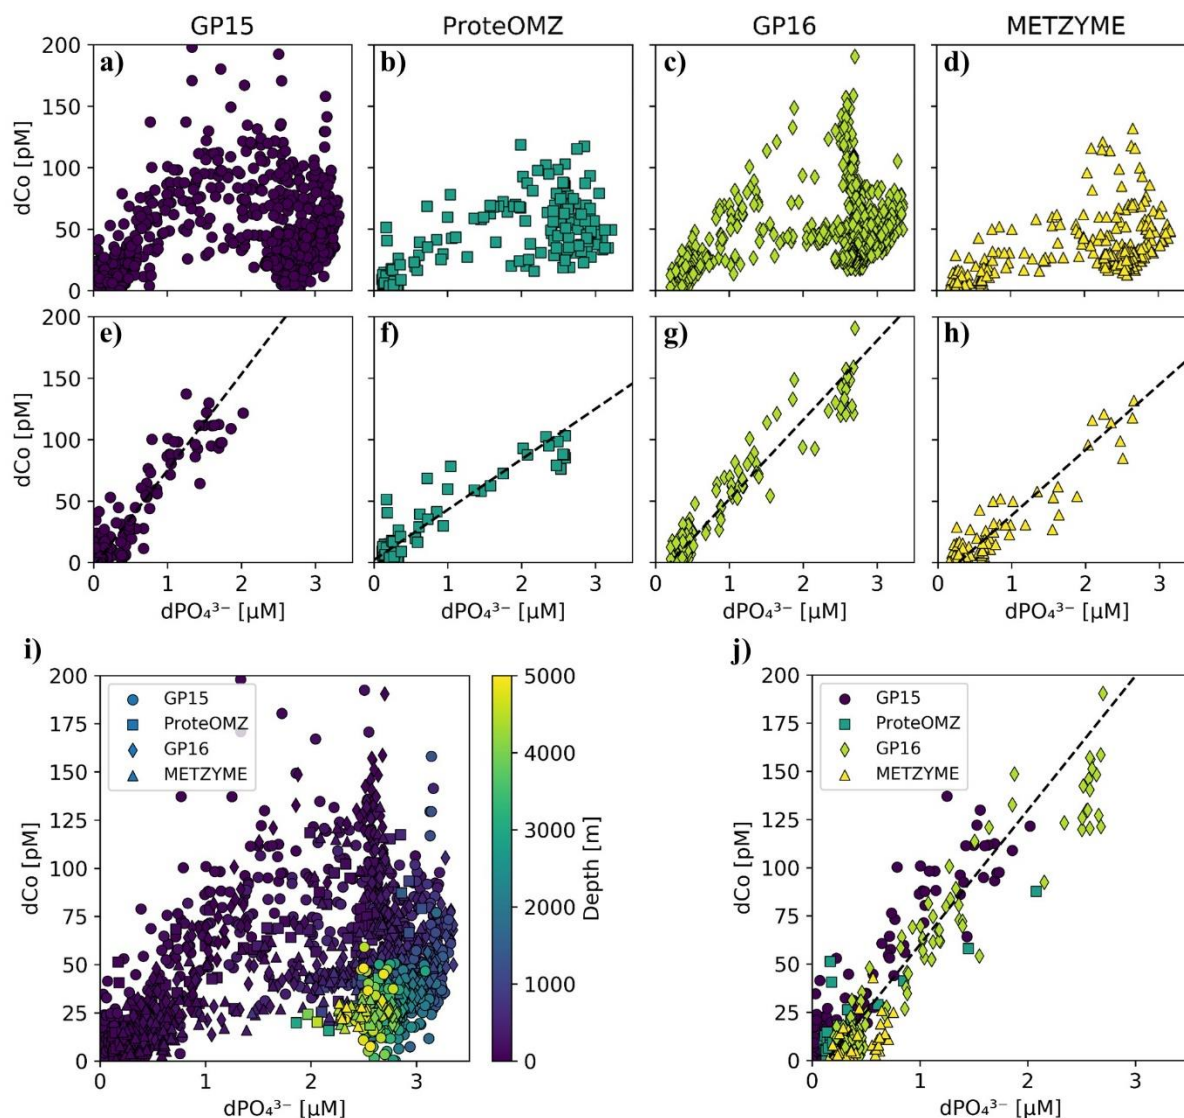 GP15 ProteOMZ GP16 METZYME
a) b) c) d)
200
150
100
50
0
dCo [pM]
e) f) g) h)
200
150
100
50
0
dCo [pM]
0 1 2 3 0 1 2 3 0 1 2 3 0 1 2 3
dPO₄³⁻ [µM] dPO₄³⁻ [µM] dPO₄³⁻ [µM] dPO₄³⁻ [µM]
i)
200
175
150
125
100
75
50
25
0
dCo [pM]
GP15
ProteOMZ
GP16
METZYME
0 1 2 3
dPO₄³⁻ [µM]
5000
4000
3000
2000
1000
0
Depth [m]
j)
200
175
150
125
100
75
50
25
0
dCo [pM]
GP15
ProteOMZ
GP16
METZYME
0 1 2 3
dPO₄³⁻ [µM]